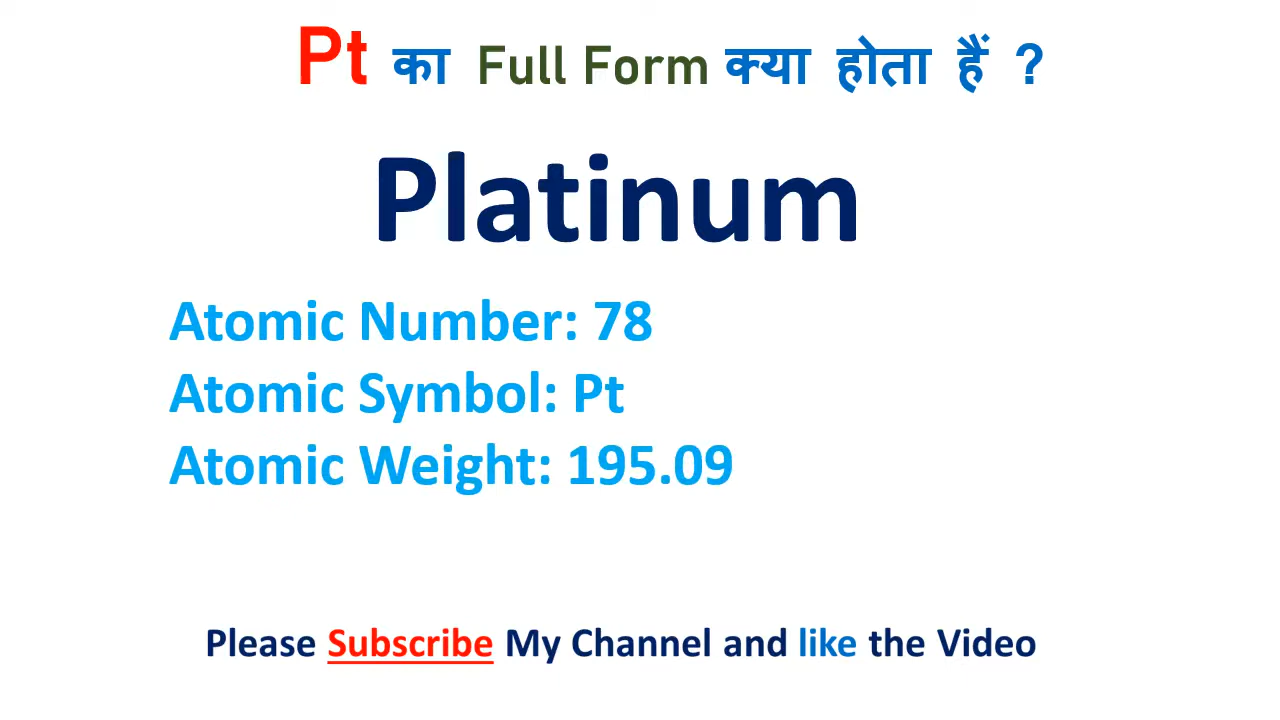 Pt का Full Form क्या होता हैं ?
Platinum
Atomic Number: 78
Atomic Symbol: Pt
Atomic Weight: 195.09
Please Subscribe My Channel and like the Video